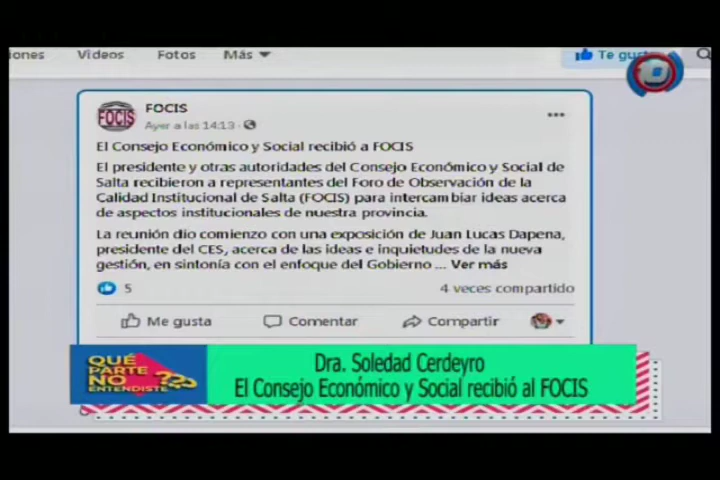 iones Videos Fotos Más Te gusta
FOCIS
FOCIS
Ayer a las 14:13
El Consejo Económico y Social recibió a FOCIS
El presidente y otras autoridades del Consejo Económico y Social de
Salta recibieron a representantes del Foro de Observación de la
Calidad Institucional de Salta (FOCIS) para intercambiar ideas acerca
de aspectos institucionales de nuestra provincia.
La reunión dio comienzo con una exposición de Juan Lucas Dapena,
presidente del CES, acerca de las ideas e inquietudes de la nueva
gestión, en sintonía con el enfoque del Gobierno ... Ver más
5 4 veces compartido
Me gusta Comentar Compartir
QUÉ
PARTE
NO
ENTENDISTE??
Dra. Soledad Cerdeyro
El Consejo Económico y Social recibió al FOCIS